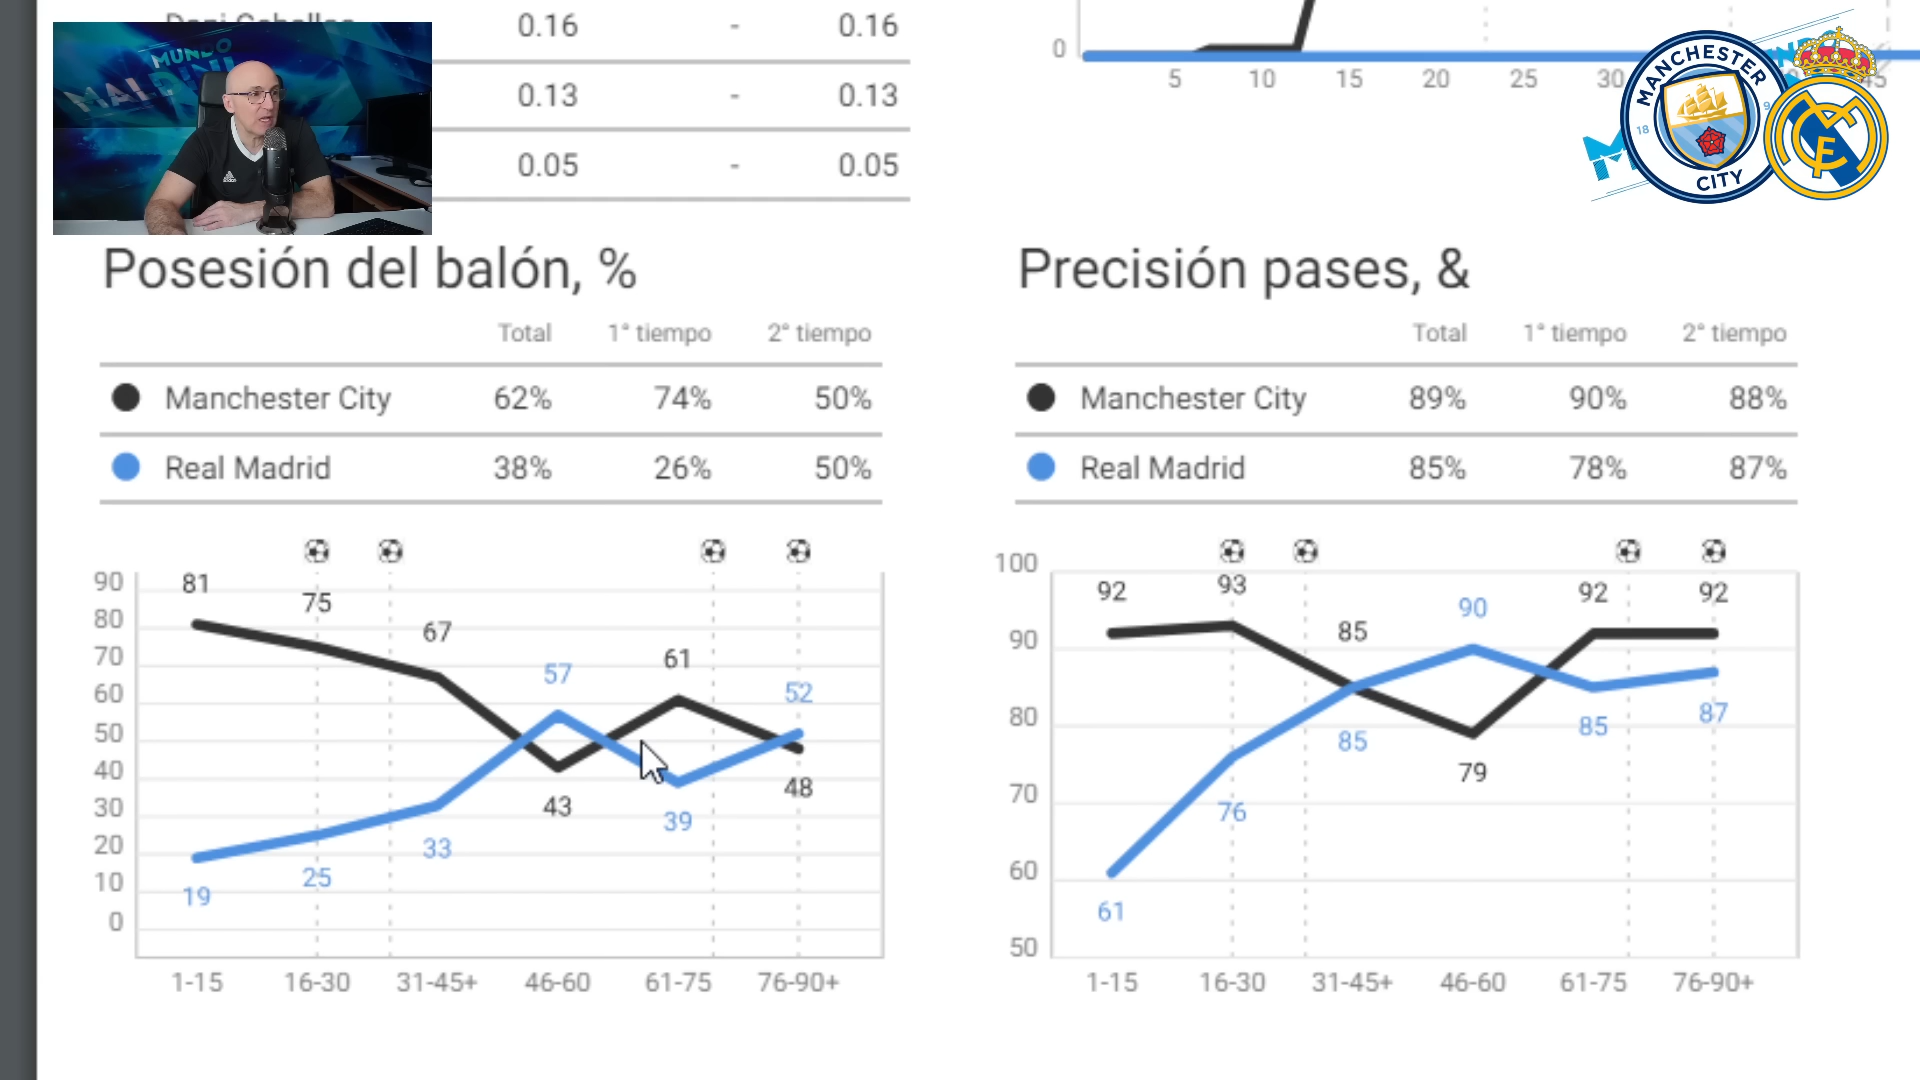 Dani Ceballos 0.16 - 0.16
0.13 - 0.13
0.05 - 0.05
0
5 10 15 20 25 30 45
MUNDO
MANCHESTER
CITY
18 9
Posesión del balón, %
Total 1° tiempo 2° tiempo
Manchester City 62% 74% 50%
Real Madrid 38% 26% 50%
90 80 70 60 50 40 30 20 10 0
81 75 67 43 61 48
19 25 33 57 39 52
1-15 16-30 31-45+ 46-60 61-75 76-90+
Precisión pases, &
Total 1° tiempo 2° tiempo
Manchester City 89% 90% 88%
Real Madrid 85% 78% 87%
100 90 80 70 60 50
92 93 85 79 92 92
61 76 85 90 85 87
1-15 16-30 31-45+ 46-60 61-75 76-90+